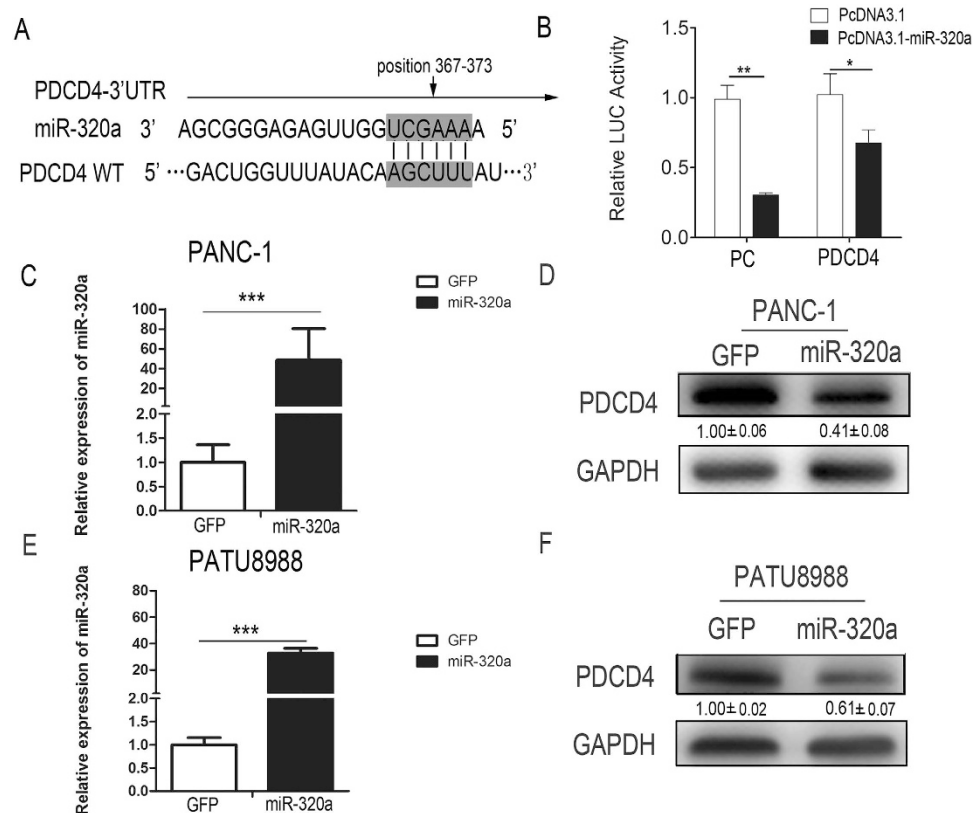 A
position 367-373
PDCD4-3'UTR
miR-320a 3’ AGCGGGAGAGUUGGUCGAAAA 5’
PDCD4 WT 5’ ···GACUGGUUUAUACAAGCUUUAU···3’
B
PcDNA3.1
PcDNA3.1-miR-320a
Relative LUC Activity
1.5
1.0
0.5
0.0
**
*
PC PDCD4
C
PANC-1
Relative expression of miR-320a
GFP
miR-320a
***
100
80
60
40
20
2.0
1.5
1.0
0.5
0.0
GFP miR-320a
D
PANC-1
GFP miR-320a
PDCD4
1.00±0.06 0.41±0.08
GAPDH
E
PATU8988
Relative expression of miR-320a
GFP
miR-320a
***
80
60
40
20
2.0
1.5
1.0
0.5
0.0
GFP miR-320a
F
PATU8988
GFP miR-320a
PDCD4
1.00±0.02 0.61±0.07
GAPDH